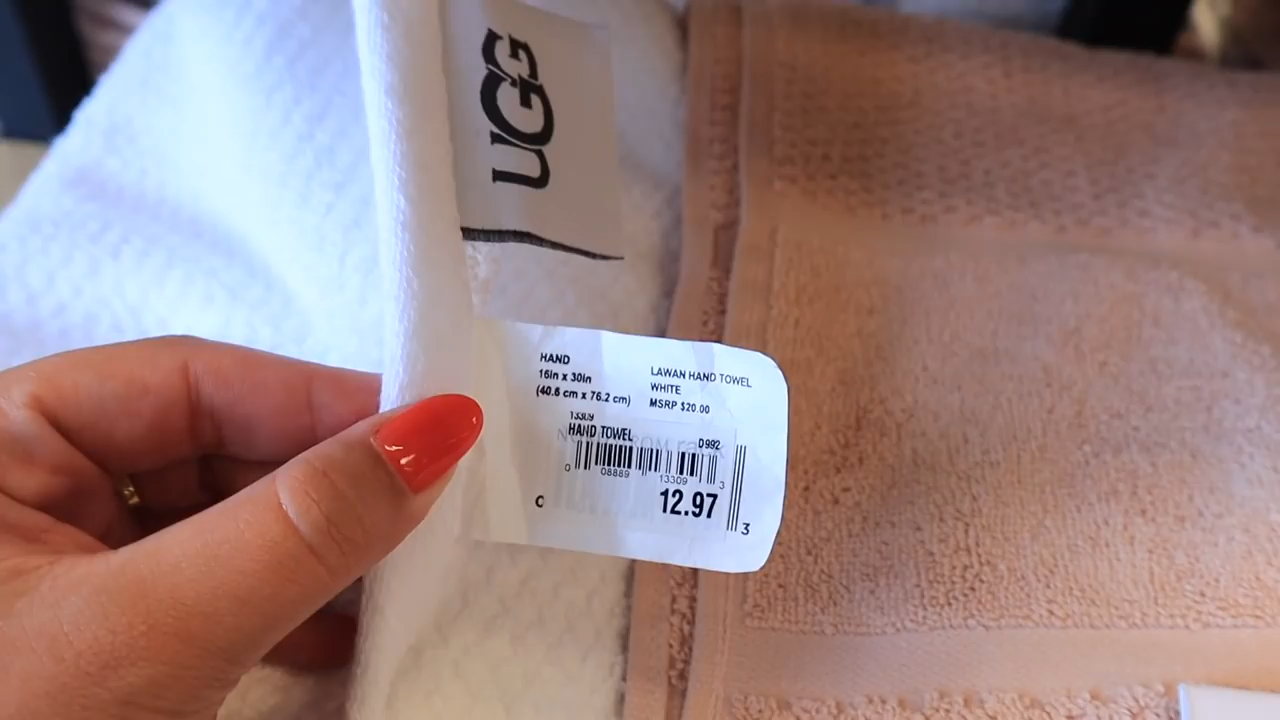 UGG
HAND
16in x 30in
(40.6 cm x 76.2 cm)
LAWAN HAND TOWEL
WHITE
MSRP $20.00
13309
HAND TOWEL
D992
0 08889 13309 3
12.97
C
3